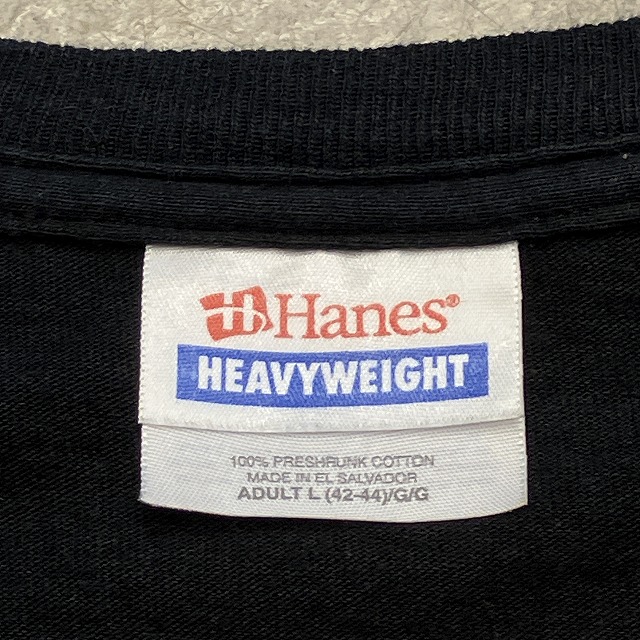 Hanes®
HEAVYWEIGHT
100% PRESHRUNK COTTON
MADE IN EL SALVADOR
ADULT L (42-44)/G/G